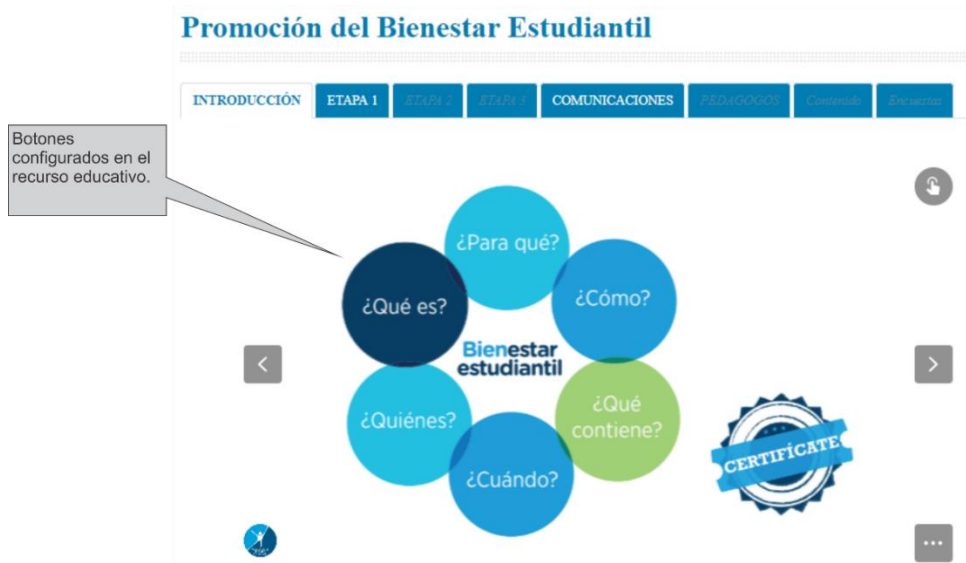 Promoción del Bienestar Estudiantil
INTRODUCCIÓN ETAPA 1 ETAPA 2 ETAPA 3 COMUNICACIONES PEDAGOGOS Contenido Encuestas
Botones
configurados en el
recurso educativo.
¿Para qué?
¿Qué es?
¿Cómo?
Bienestar
estudiantil
¿Quiénes?
¿Qué
contiene?
¿Cuándo?
CERTIFÍCATE